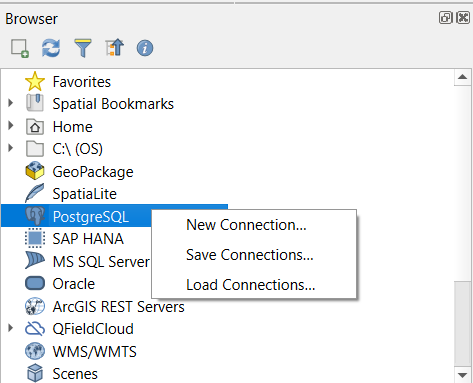 Browser
Favorites
Spatial Bookmarks
Home
C:\ (OS)
GeoPackage
SpatiaLite
PostgreSQL
New Connection...
SAP HANA
Save Connections...
MS SQL Server
Oracle
Load Connections...
ArcGIS REST Servers
QFieldCloud
WMS/WMTS
Scenes